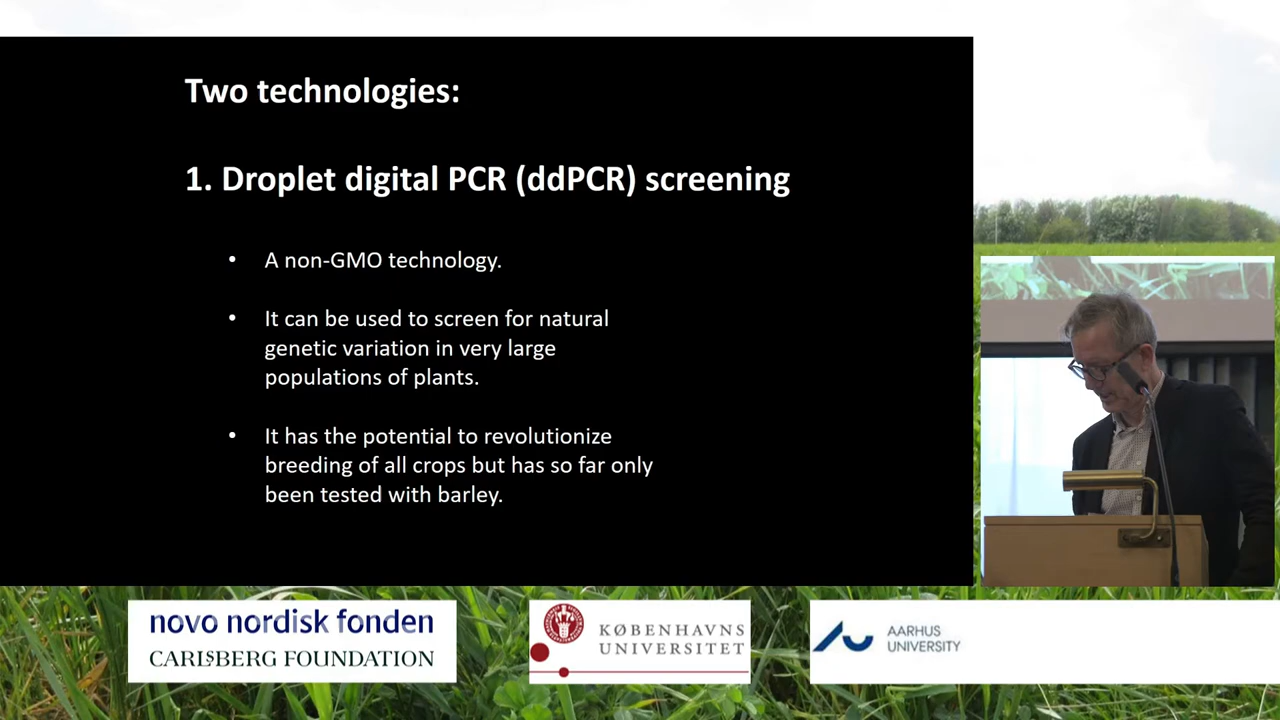 Two technologies:
1. Droplet digital PCR (ddPCR) screening
• A non-GMO technology.
• It can be used to screen for natural
genetic variation in very large
populations of plants.
• It has the potential to revolutionize
breeding of all crops but has so far only
been tested with barley.
novo nordisk fonden
CARLSBERG FOUNDATION
KØBENHAVNS
UNIVERSITET
AARHUS
UNIVERSITY